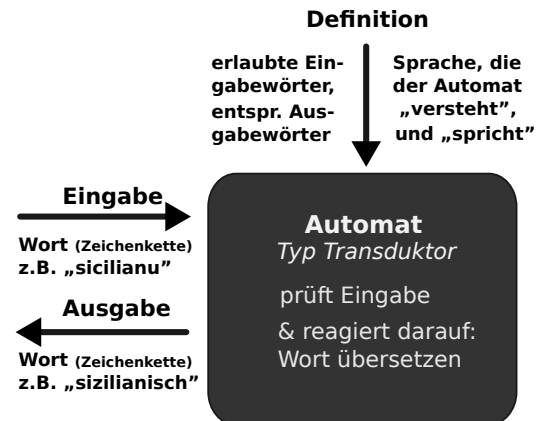 Definition
erlaubte Ein-
gabewörter,
entspr. Aus-
gabewörter
Sprache, die
der Automat
„versteht”,
und „spricht”
Eingabe
Wort (Zeichenkette)
z.B. „sicilianu”
Ausgabe
Wort (Zeichenkette)
z.B. „sizilianisch”
Automat
Typ Transduktor
prüft Eingabe
& reagiert darauf:
Wort übersetzen